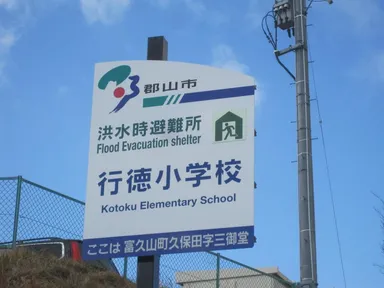 郡山市
洪水時避難所
Flood Evacuation shelter
行徳小学校
Kotoku Elementary School
ここは 富久山町久保田字三御堂